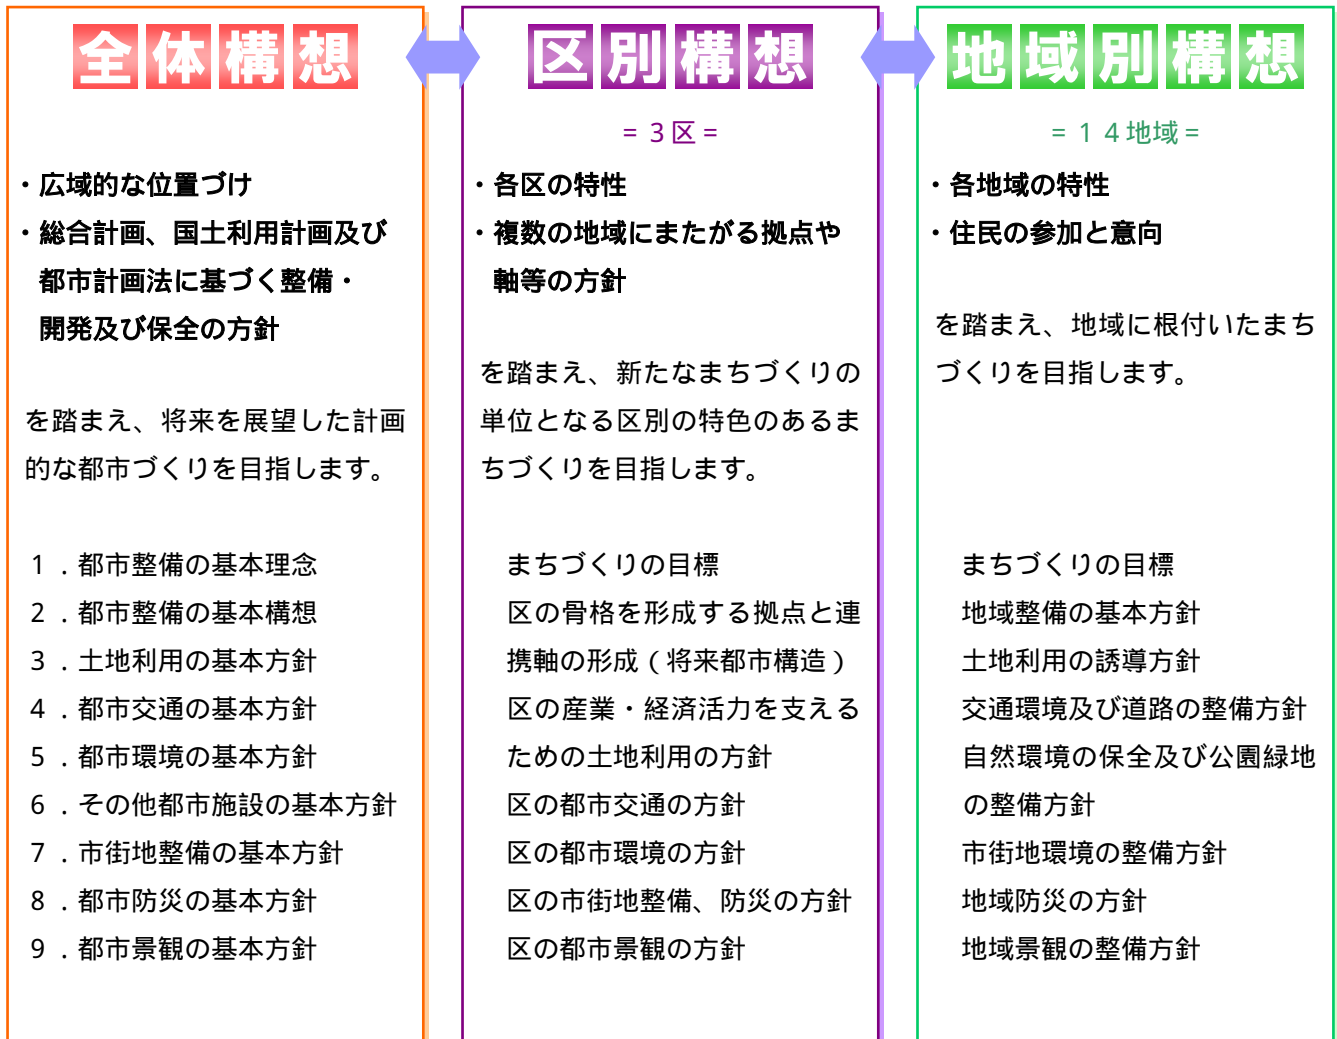 全体構想
・広域的な位置づけ
・総合計画、国土利用計画及び
都市計画法に基づく整備・
開発及び保全の方針
を踏まえ、将来を展望した計画
的な都市づくりを目指します。
１．都市整備の基本理念
２．都市整備の基本構想
３．土地利用の基本方針
４．都市交通の基本方針
５．都市環境の基本方針
６．その他都市施設の基本方針
７．市街地整備の基本方針
８．都市防災の基本方針
９．都市景観の基本方針
区別構想
=３区=
・各区の特性
・複数の地域にまたがる拠点や
軸等の方針
を踏まえ、新たなまちづくりの
単位となる区別の特色のあるま
ちづくりを目指します。
まちづくりの目標
区の骨格を形成する拠点と連
携軸の形成（将来都市構造）
区の産業・経済活力を支える
ための土地利用の方針
区の都市交通の方針
区の都市環境の方針
区の市街地整備、防災の方針
区の都市景観の方針
地域別構想
=１４地域=
・各地域の特性
・住民の参加と意向
を踏まえ、地域に根付いたまち
づくりを目指します。
まちづくりの目標
地域整備の基本方針
土地利用の誘導方針
交通環境及び道路の整備方針
自然環境の保全及び公園緑地
の整備方針
市街地環境の整備方針
地域防災の方針
地域景観の整備方針